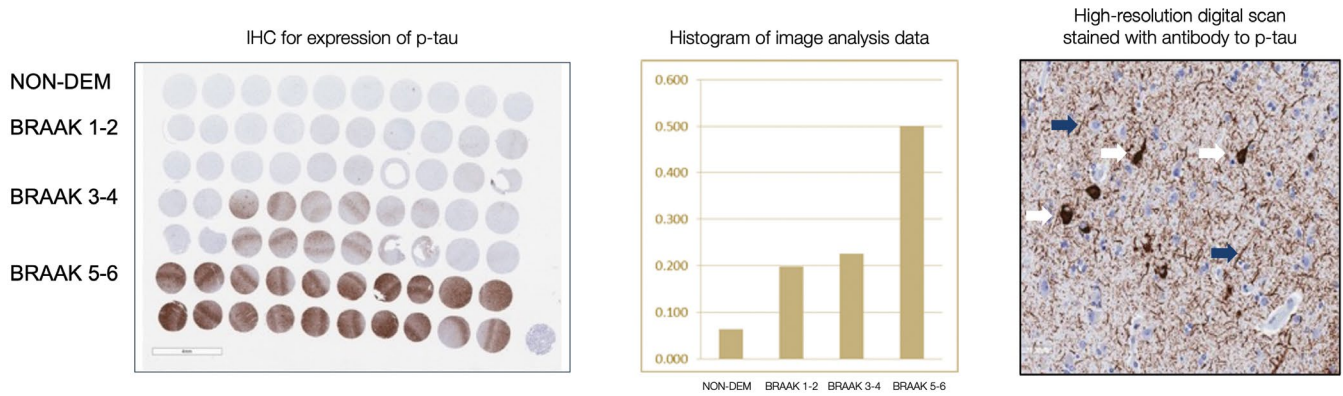 IHC for expression of p-tau
NON-DEM
BRAAK 1-2
BRAAK 3-4
BRAAK 5-6
4mm
Histogram of image analysis data
0.600
0.500
0.400
0.300
0.200
0.100
0.000
NON-DEM BRAAK 1-2 BRAAK 3-4 BRAAK 5-6
High-resolution digital scan
stained with antibody to p-tau